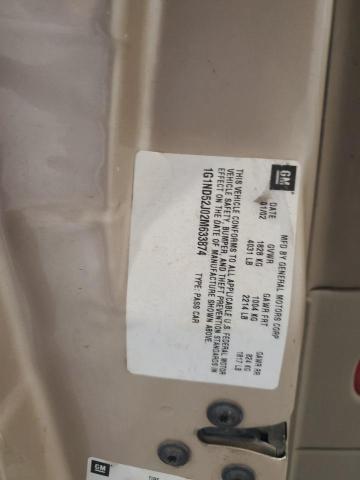 GM
MFD BY GENERAL MOTORS CORP
DATE GVWR GAWR FRT GAWR RR
01/02 1828 KG 1004 KG 824 KG
4031 LB 2214 LB 1817 LB
THIS VEHICLE CONFORMS TO ALL APPLICABLE U.S. FEDERAL MOTOR
VEHICLE SAFETY, BUMPER, AND THEFT PREVENTION STANDARDS IN
EFFECT ON THE DATE OF MANUFACTURE SHOWN ABOVE.
1G1ND52J02M633874 TYPE: PASS CAR
GM